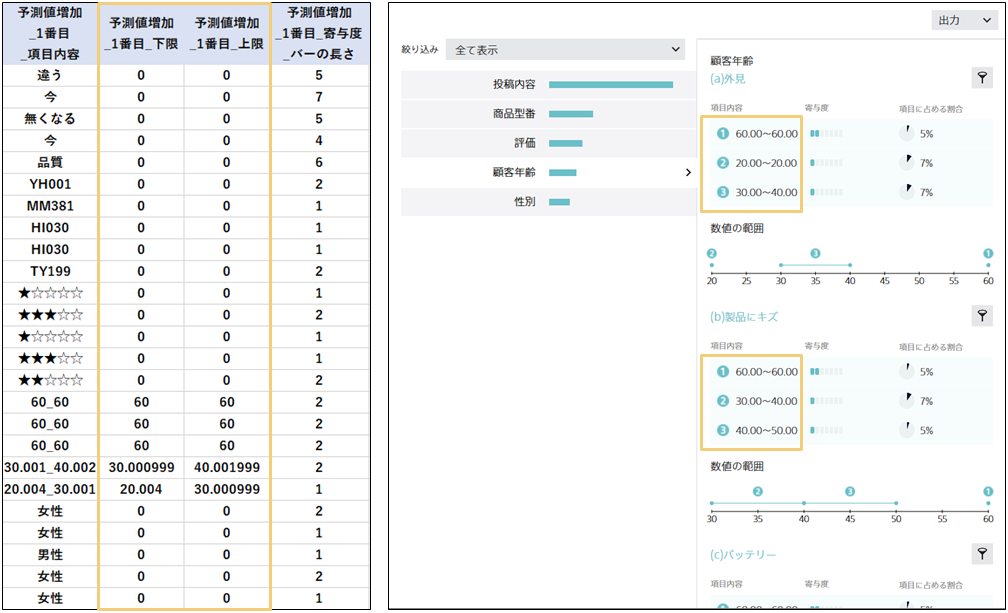 予測値増加
_1番目
_項目内容
予測値増加
_1番目_下限
予測値増加
_1番目_上限
予測値増加
_1番目_寄与度
_バーの長さ
違う 0 0 5
今 0 0 7
無くなる 0 0 5
今 0 0 4
品質 0 0 6
YH001 0 0 2
MM381 0 0 1
HI030 0 0 1
HI030 0 0 1
TY199 0 0 2
★☆☆☆☆ 0 0 1
★★★☆☆ 0 0 2
★☆☆☆☆ 0 0 1
★★★☆☆ 0 0 1
★★☆☆☆ 0 0 2
60_60 60 60 2
60_60 60 60 2
60_60 60 60 2
30.001_40.002 30.000999 40.001999 2
20.004_30.001 20.004 30.000999 1
女性 0 0 2
女性 0 0 1
男性 0 0 1
女性 0 0 2
女性 0 0 1
出力
絞り込み 全て表示
投稿内容
商品型番
評価
顧客年齢
性別
顧客年齢
(a)外見
項目内容 寄与度 項目に占める割合
1 60.00～60.00 5%
2 20.00～20.00 7%
3 30.00～40.00 7%
数値の範囲
2 3 1
20 25 30 35 40 45 50 55 60
(b)製品にキズ
項目内容 寄与度 項目に占める割合
1 60.00～60.00 5%
2 30.00～40.00 7%
3 40.00～50.00 5%
数値の範囲
2 3 1
30 35 40 45 50 55 60
(c)バッテリー
項目内容 寄与度 項目に占める割合